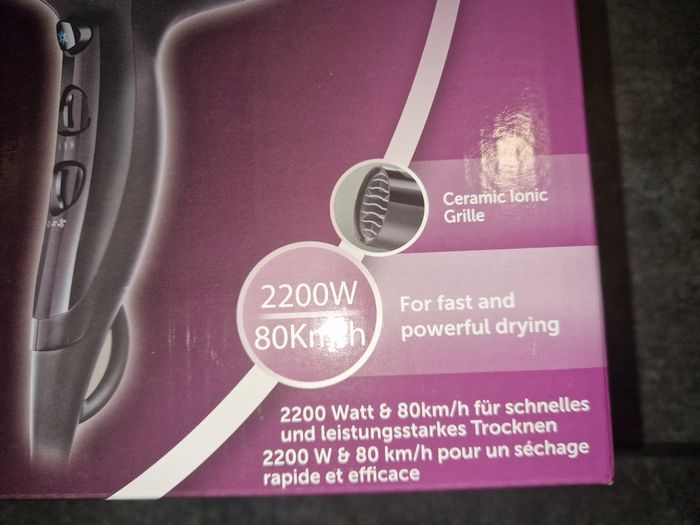 Ceramic Ionic
Grille
2200W
80Km/h
For fast and
powerful drying
2200 Watt & 80km/h für schnelles
und leistungsstarkes Trocknen
2200 W & 80 km/h pour un séchage
rapide et efficace